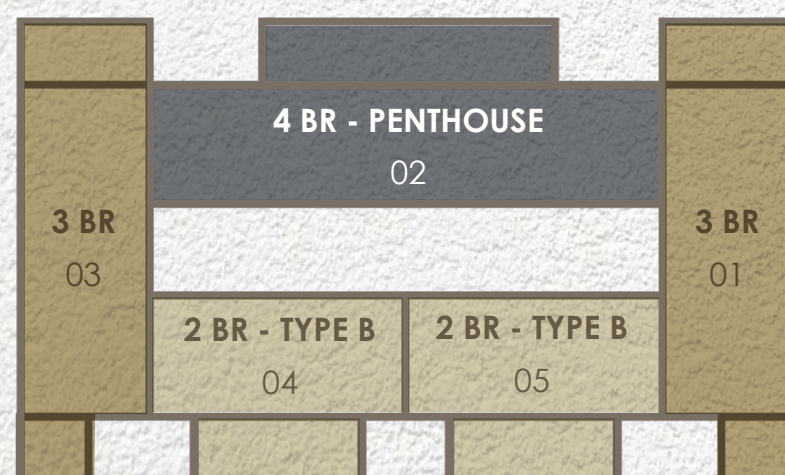 4 BR - PENTHOUSE
02
3 BR
03
3 BR
01
2 BR - TYPE B
04
2 BR - TYPE B
05